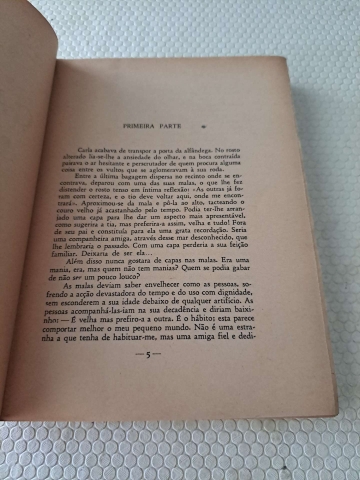 PRIMEIRA PARTE
Carla acabava de transpor a porta da alfândega. No rosto
alterado lia-se-lhe a ansiedade do olhar, e na boca contraída
pairava o ar hesitante e perscrutador de quem procura alguma
coisa entre os vultos que se aglomeravam à sua roda.
Entre a última bagagem dispersa no recinto onde se en-
contrava, deparou com uma das suas malas, o que lhe fez
distender o rosto tenso em íntima reflexão: «As outras já fo-
ram com certeza, e o tio deve voltar aqui, onde me encon-
trará». Aproximou-se da mala e pô-la ao alto, tacteando o
couro velho já acastanhado pelo tempo. Podia ter-lhe arran-
jado uma capa para lhe dar um aspecto mais apresentável,
como sugerira a tia, mas preferira-a assim, velha e tudo! Fora
de seu pai e constituía para ela uma grata recordação. Seria
uma companheira amiga, através desse mar desconhecido, que
lhe lembraria o passado. Com uma capa perderia a sua feição
familiar. Deixaria de ser ela...
Além disso nunca gostara de capas nas malas. Era uma
mania, era, mas quem não tem manias? Quem se podia gabar
de não ser um pouco louco?
As malas deviam saber envelhecer como as pessoas, so-
frendo a acção devastadora do tempo e do uso com dignidade,
sem esconderem a sua idade debaixo de qualquer artifício. As
pessoas acompanhá-las-iam na sua decadência e diriam baixi-
nho: — É velha mas prefiro-a a outra. É o hábito; esta parece
comportar melhor o meu pequeno mundo. Não é uma estra-
nha a que tenha de habituar-me, mas uma amiga fiel e dedi-
— 5 —